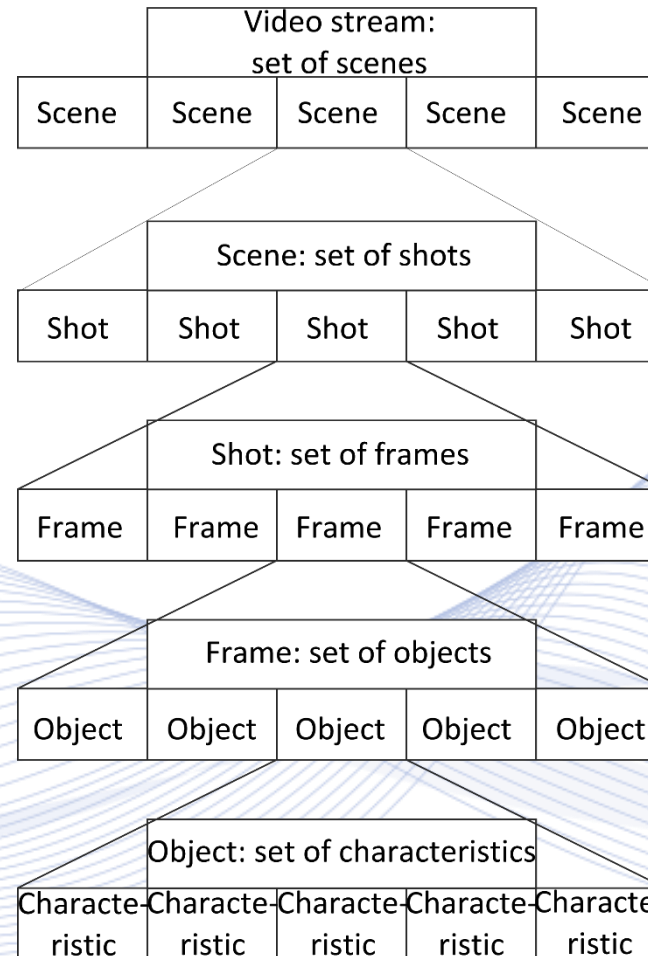 Video stream:
set of scenes
Scene Scene Scene Scene Scene
Scene: set of shots
Shot Shot Shot Shot Shot
Shot: set of frames
Frame Frame Frame Frame Frame
Frame: set of objects
Object Object Object Object Object
Object: set of characteristics
Characte- Characte- Characte- Characte- Characte
ristic ristic ristic ristic ristic